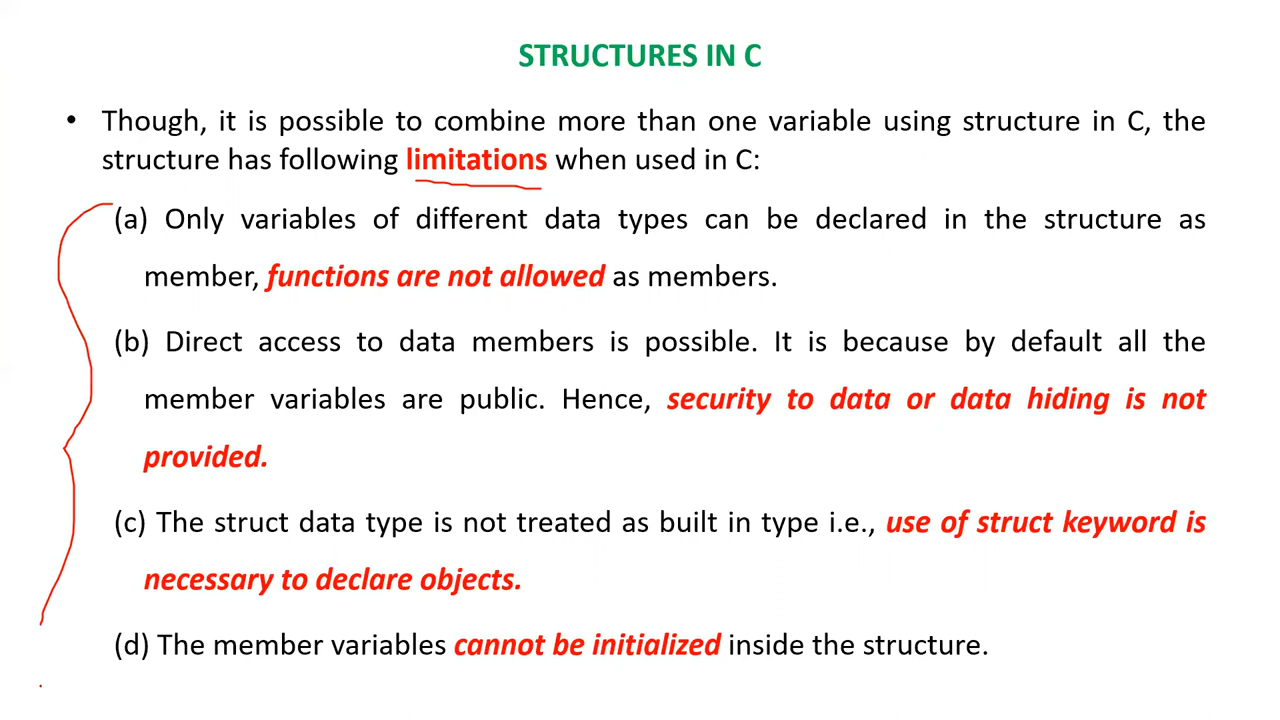 STRUCTURES IN C
• Though, it is possible to combine more than one variable using structure in C, the
structure has following limitations when used in C:
(a) Only variables of different data types can be declared in the structure as
member, functions are not allowed as members.
(b) Direct access to data members is possible. It is because by default all the
member variables are public. Hence, security to data or data hiding is not
provided.
(c) The struct data type is not treated as built in type i.e., use of struct keyword is
necessary to declare objects.
(d) The member variables cannot be initialized inside the structure.